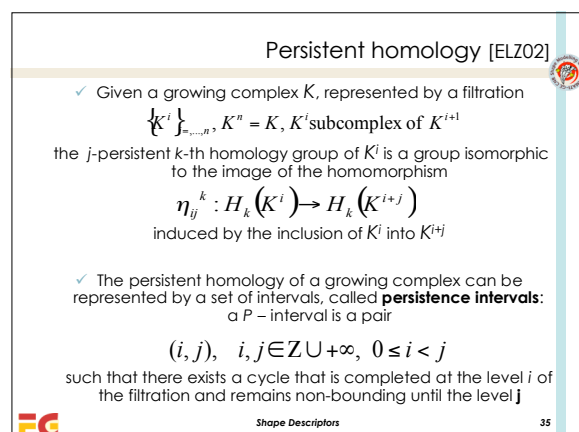 Persistent homology [ELZ02]
✓ Given a growing complex K, represented by a filtration
{K^i}_{=,...,n}, K^n = K, K^i subcomplex of K^{i+1}
the j-persistent k-th homology group of K^i is a group isomorphic
to the image of the homomorphism
η_{ij}^k : H_k(K^i) → H_k(K^{i+j})
induced by the inclusion of K^i into K^{i+j}
✓ The persistent homology of a growing complex can be
represented by a set of intervals, called persistence intervals:
a P – interval is a pair
(i, j), i, j ∈ Z ∪ +∞, 0 ≤ i < j
such that there exists a cycle that is completed at the level i of
the filtration and remains non-bounding until the level j
EG Shape Descriptors 35